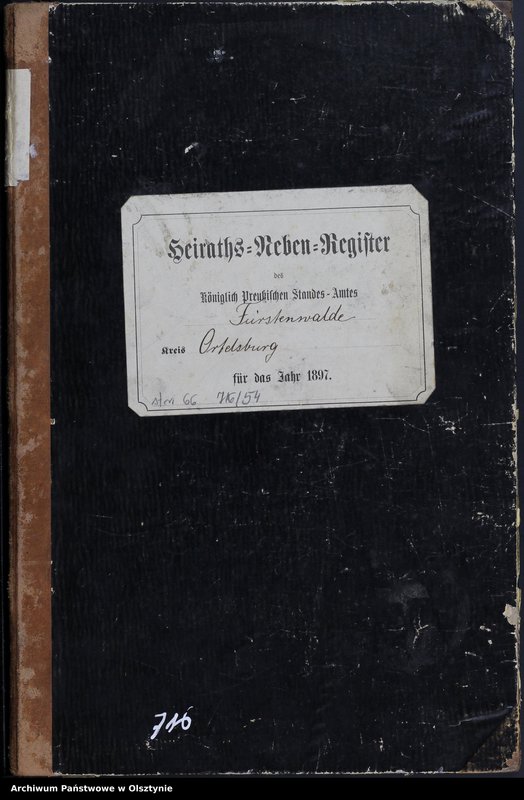 Heiraths-Neben-Register
des
Königlich Preußischen Standes-Amtes
Fürstenwalde
Kreis Ortelsburg
für das Jahr 1897.
66 716/54
716
Archiwum Państwowe w Olsztynie